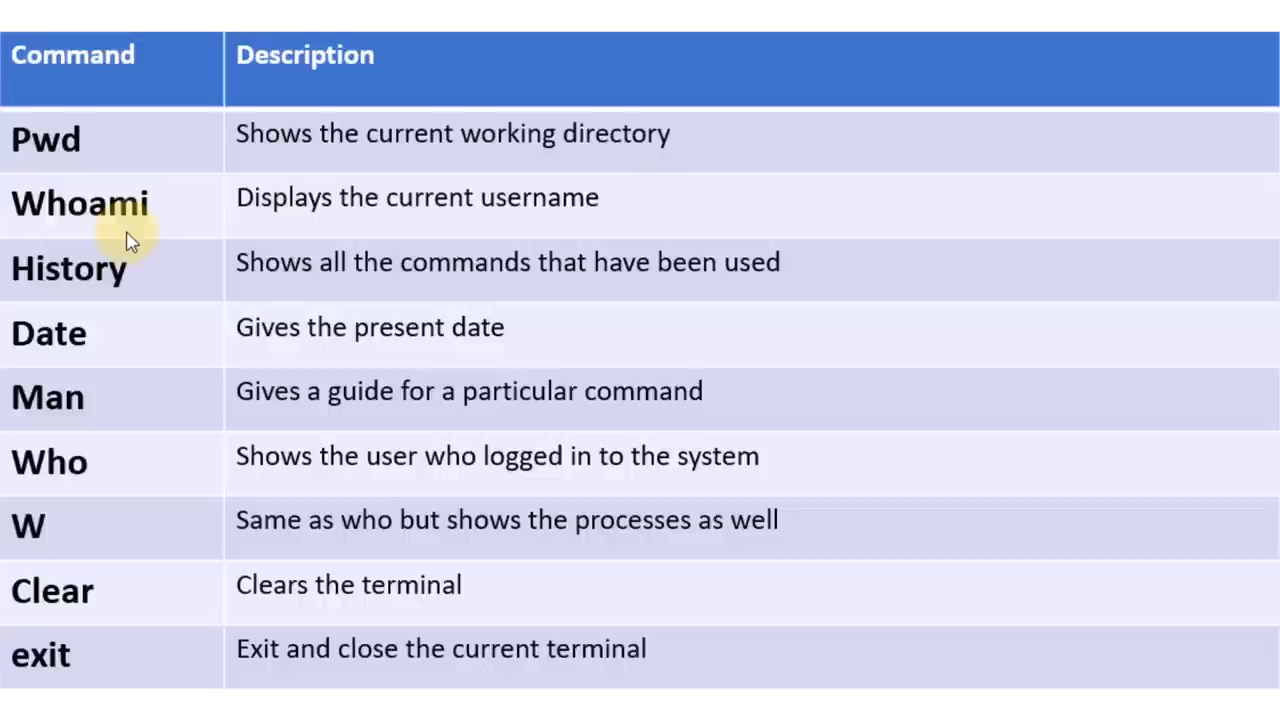 Command Description
Pwd Shows the current working directory
Whoami Displays the current username
History Shows all the commands that have been used
Date Gives the present date
Man Gives a guide for a particular command
Who Shows the user who logged in to the system
W Same as who but shows the processes as well
Clear Clears the terminal
exit Exit and close the current terminal